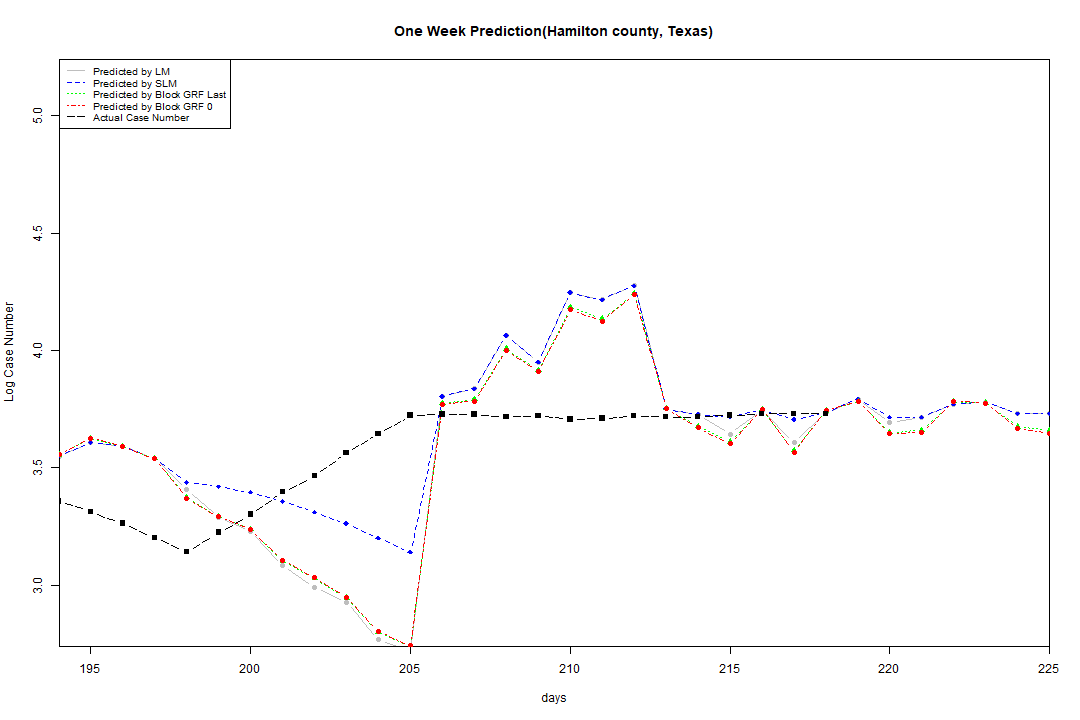 One Week Prediction(Hamilton county, Texas)
Predicted by LM
Predicted by SLM
Predicted by Block GRF Last
Predicted by Block GRF 0
Actual Case Number
5.0
4.5
4.0
3.5
3.0
Log Case Number
195 200 205 210 215 220 225
days